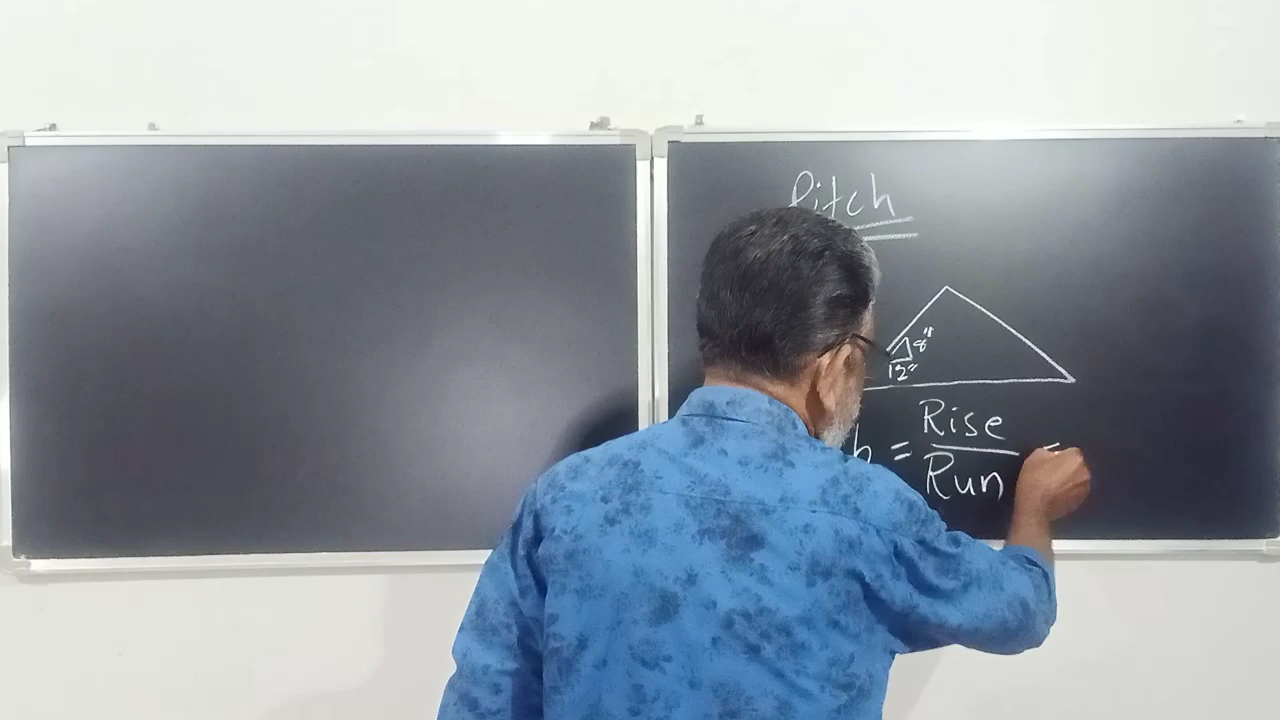 Pitch
8"
12"
h = Rise
Run =